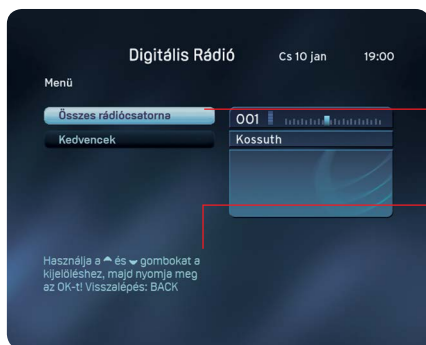 Digitális Rádió Cs 10 jan 19:00
Menü
Összes rádiócsatorna
001
Kedvencek
Kossuth
Használja a ⏶ és ⏷ gombokat a
kijelöléshez, majd nyomja meg
az OK-t! Visszalépés: BACK